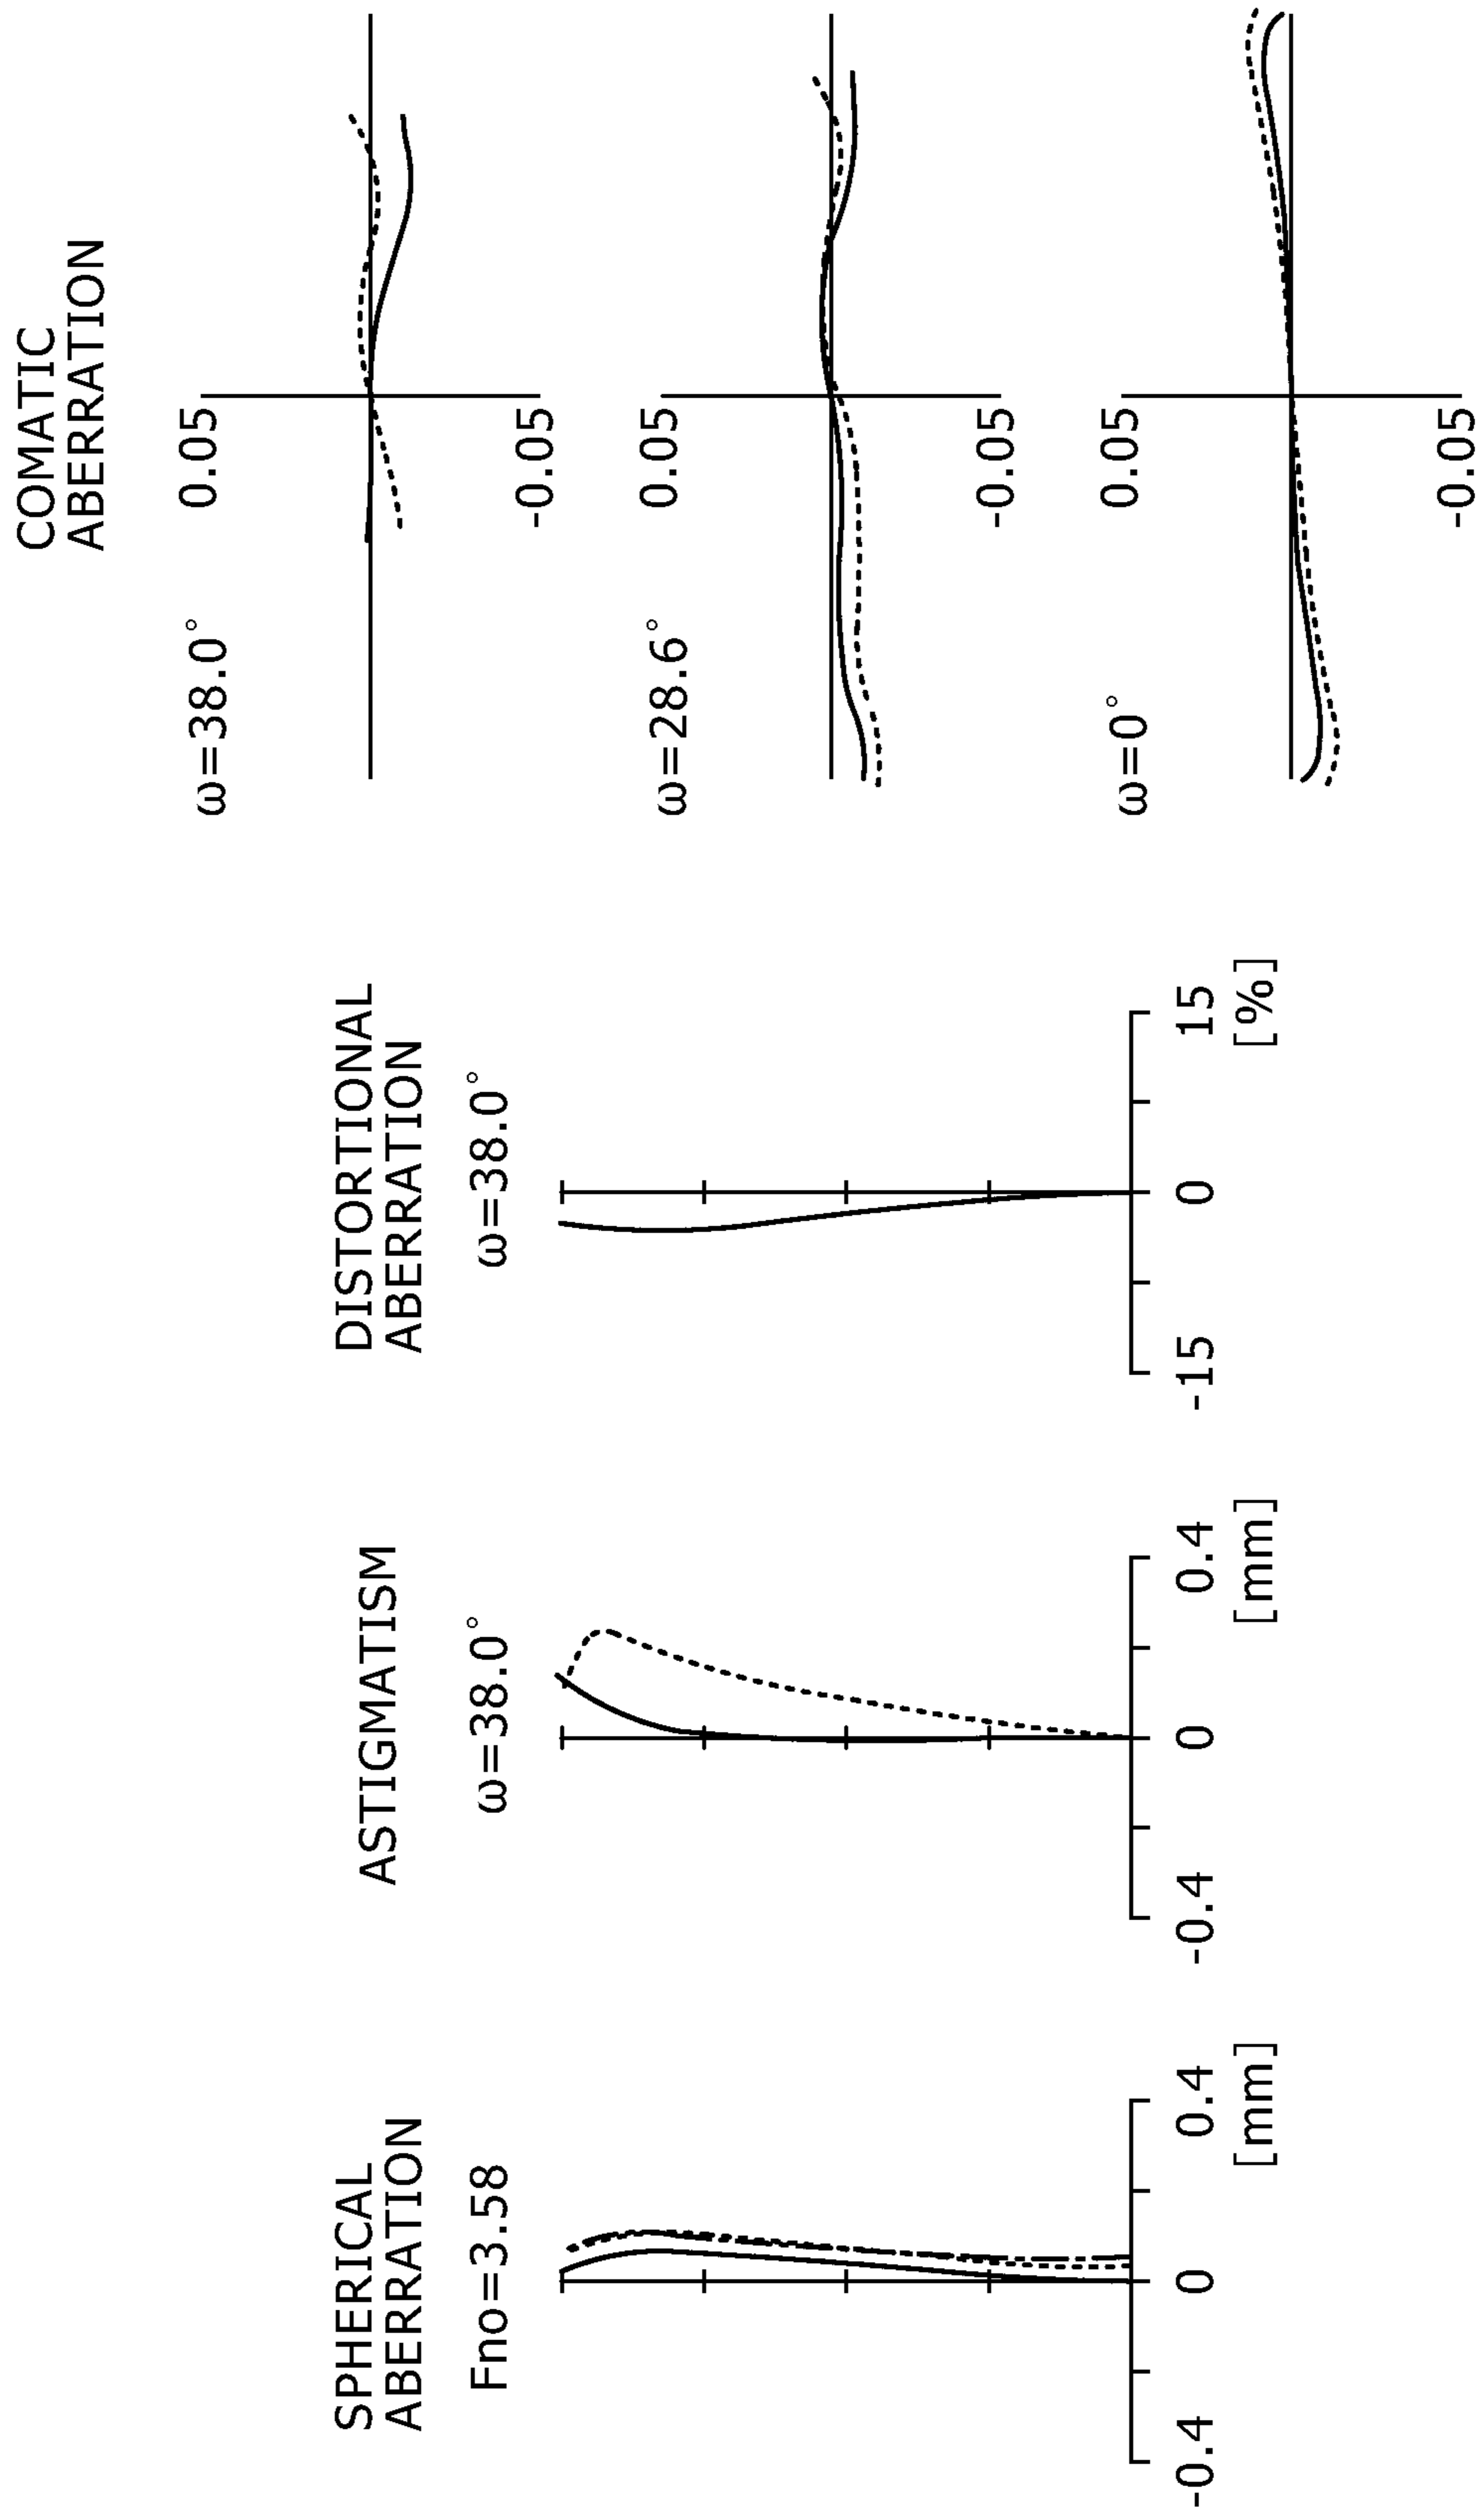 SPHERICAL
ABERRATION
Fno=3.58
-0.4
0
0.4
[mm]
ASTIGMATISM
ω=38.0°
-0.4
0
0.4
[mm]
DISTORTIONAL
ABERRATION
ω=38.0°
-15
0
15
[%]
COMATIC
ABERRATION
ω=38.0°
0.05
-0.05
ω=28.6°
0.05
-0.05
ω=0°
0.05
-0.05